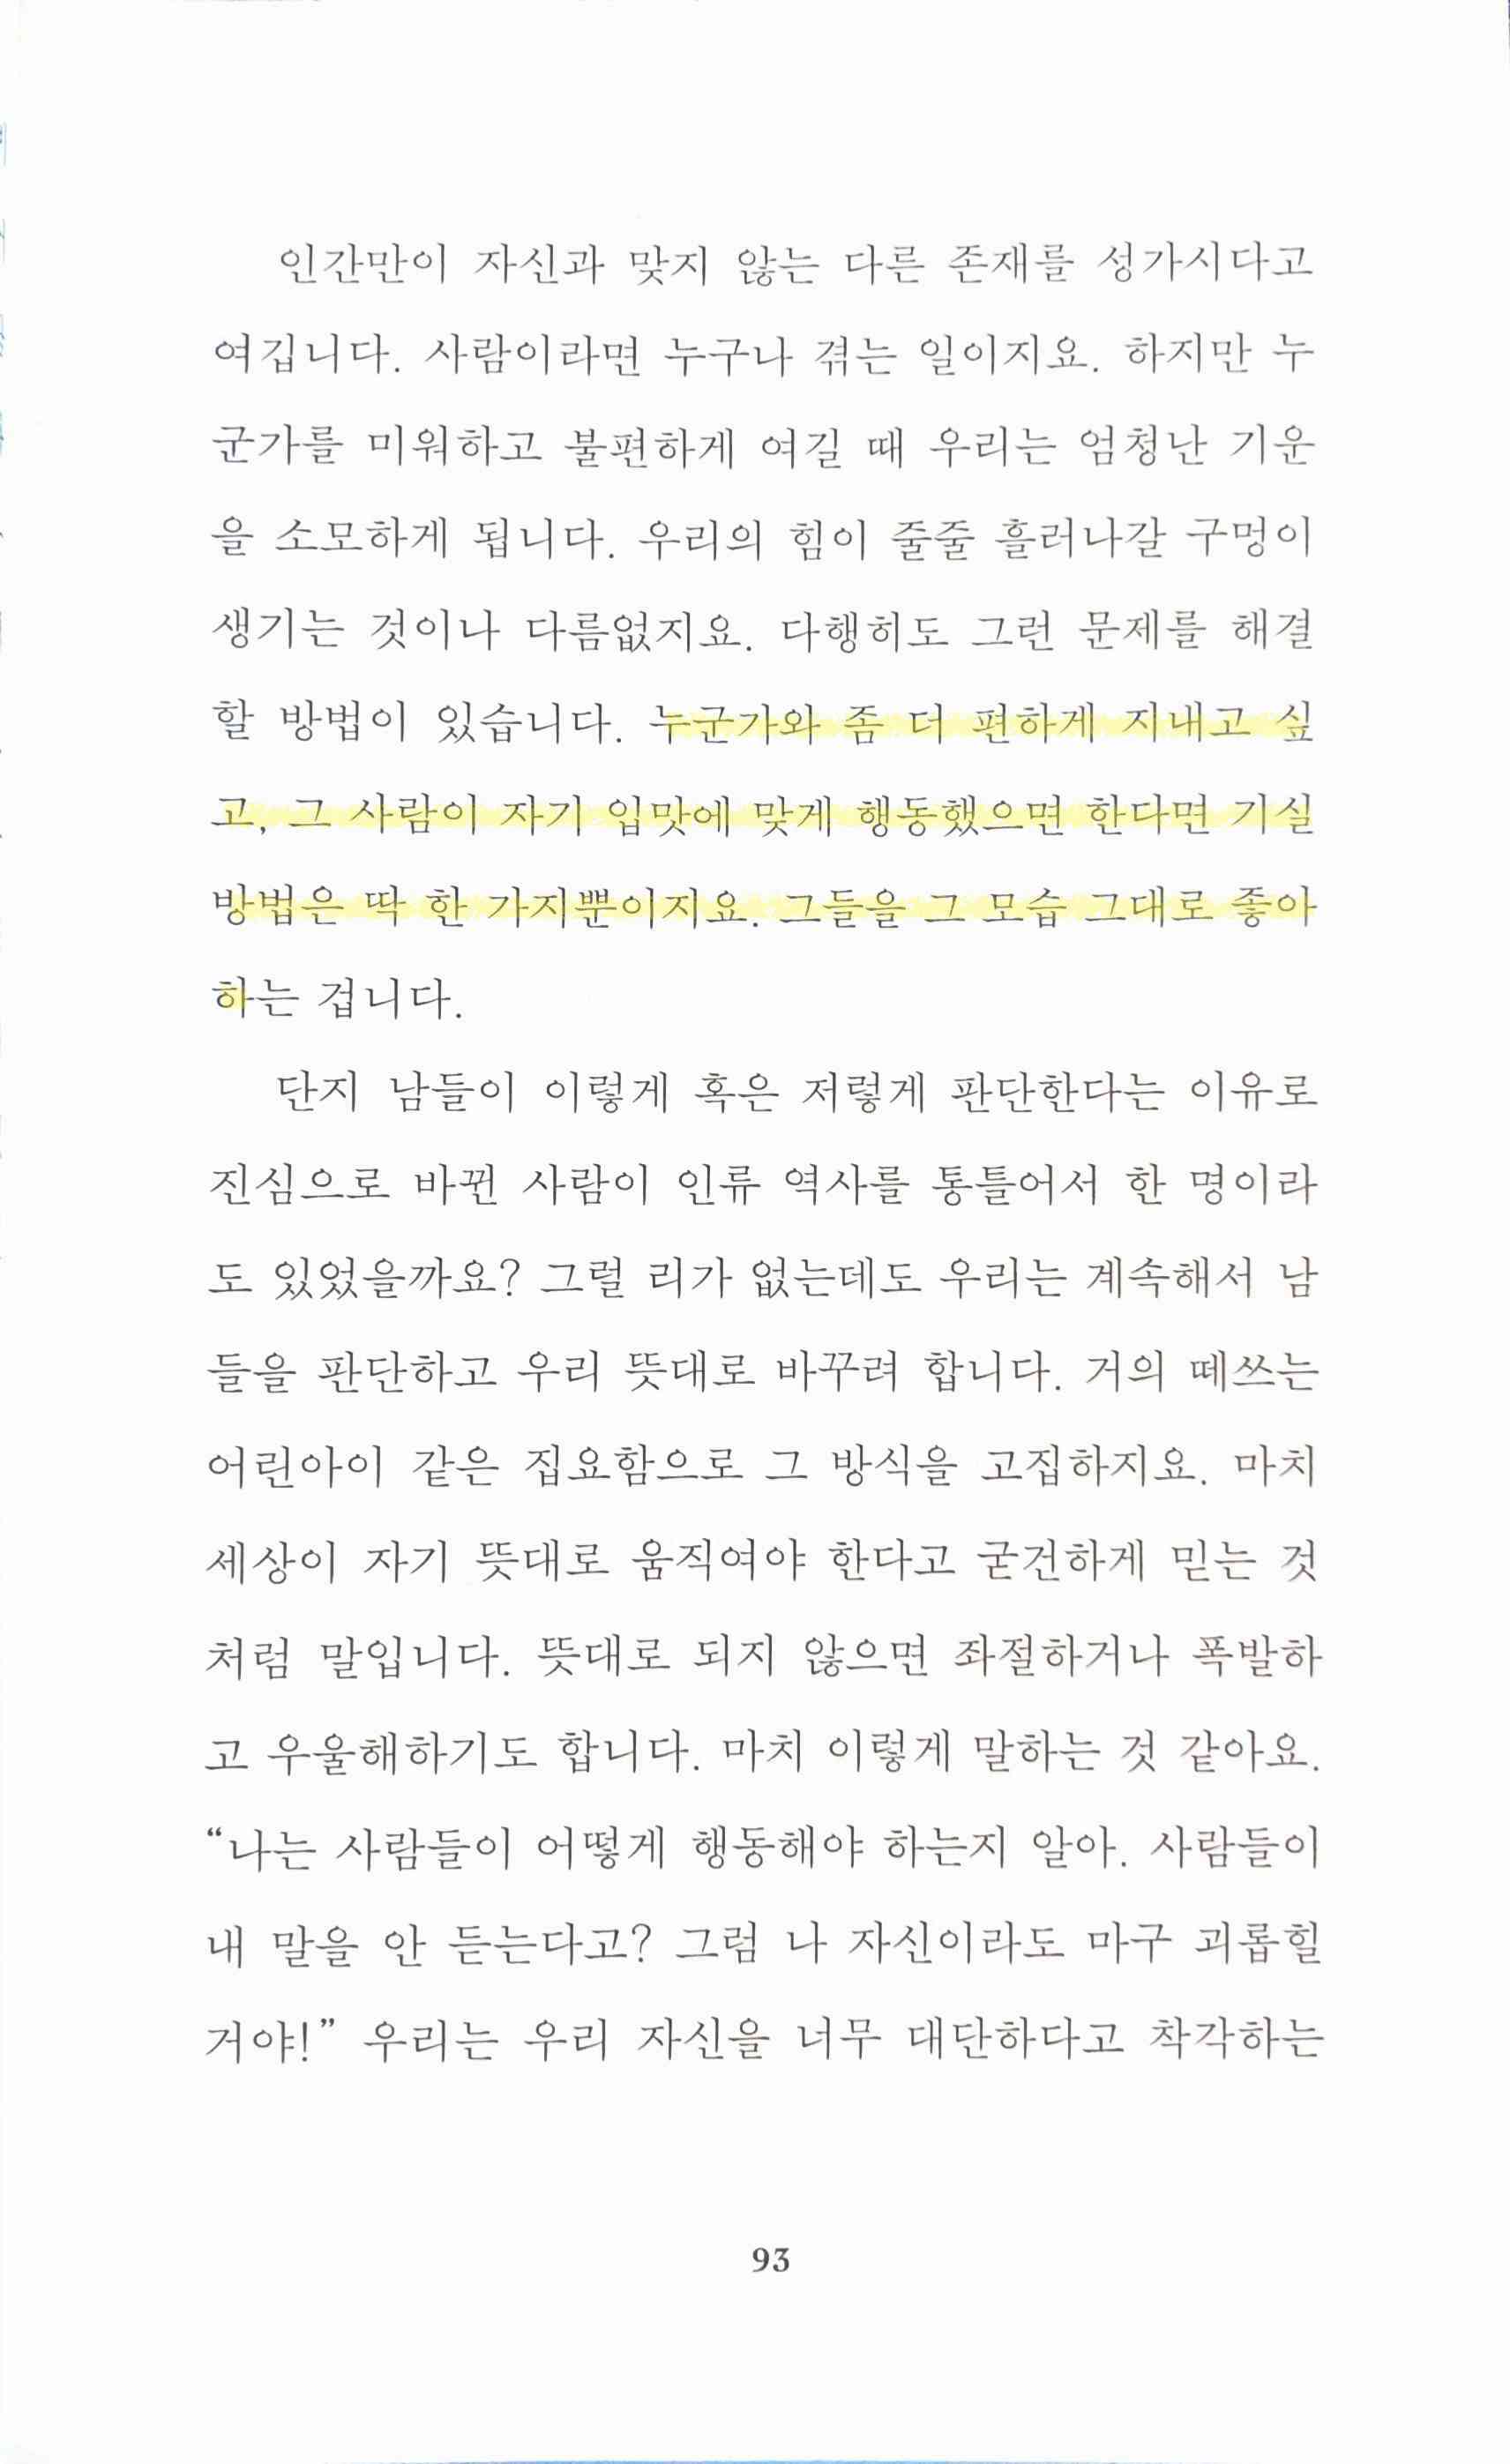 인간만이 자신과 맞지 않는 다른 존재를 성가시다고
여깁니다. 사람이라면 누구나 겪는 일이지요. 하지만 누
군가를 미워하고 불편하게 여길 때 우리는 엄청난 기운
을 소모하게 됩니다. 우리의 힘이 줄줄 흘러나갈 구멍이
생기는 것이나 다름없지요. 다행히도 그런 문제를 해결
할 방법이 있습니다. 누군가와 좀 더 편하게 지내고 싶
고, 그 사람이 자기 입맛에 맞게 행동했으면 한다면 기실
방법은 딱 한 가지뿐이지요. 그들을 그 모습 그대로 좋아
하는 겁니다.
단지 남들이 이렇게 혹은 저렇게 판단한다는 이유로
진심으로 바뀐 사람이 인류 역사를 통틀어서 한 명이라
도 있었을까요? 그럴 리가 없는데도 우리는 계속해서 남
들을 판단하고 우리 뜻대로 바꾸려 합니다. 거의 떼쓰는
어린아이 같은 집요함으로 그 방식을 고집하지요. 마치
세상이 자기 뜻대로 움직여야 한다고 굳건하게 믿는 것
처럼 말입니다. 뜻대로 되지 않으면 좌절하거나 폭발하
고 우울해하기도 합니다. 마치 이렇게 말하는 것 같아요.
“나는 사람들이 어떻게 행동해야 하는지 알아. 사람들이
내 말을 안 듣는다고? 그럼 나 자신이라도 마구 괴롭힐
거야!” 우리는 우리 자신을 너무 대단하다고 착각하는
93